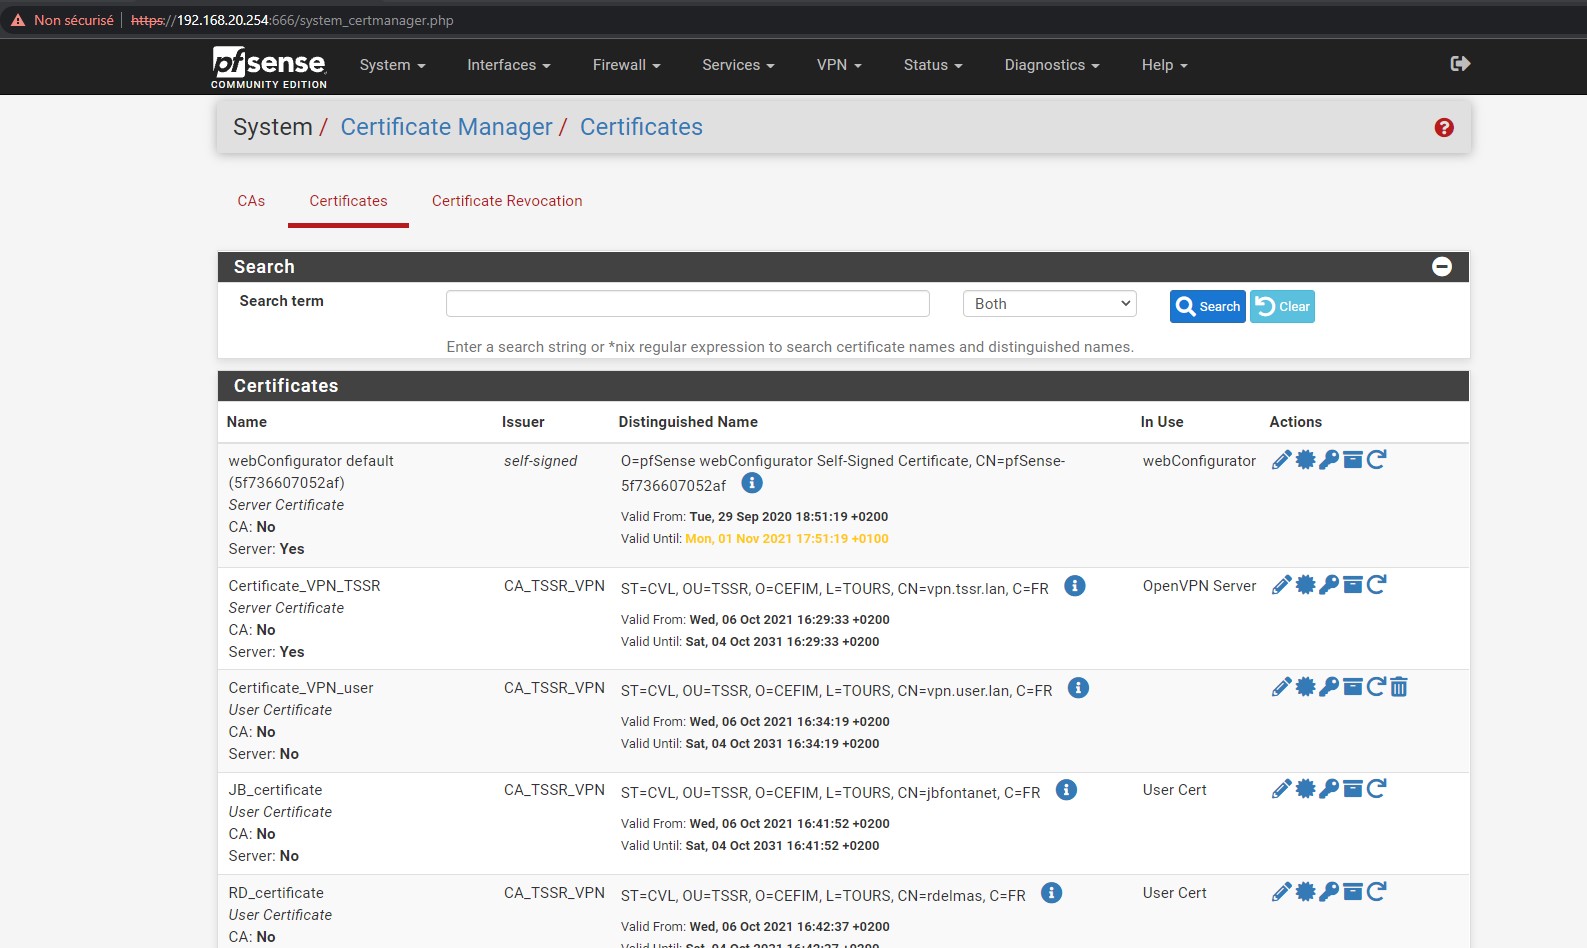 Non sécurisé | https://192.168.20.254:666/system_certmanager.php
pfsense
COMMUNITY EDITION
System Interfaces Firewall Services VPN Status Diagnostics Help
System / Certificate Manager / Certificates
CAs Certificates Certificate Revocation
Search
Search term Both Search Clear
Enter a search string or *nix regular expression to search certificate names and distinguished names.
Certificates
Name Issuer Distinguished Name In Use Actions
webConfigurator default self-signed O=pfSense webConfigurator Self-Signed Certificate, CN=pfSense- webConfigurator
(5f736607052af) 5f736607052af
Server Certificate
Valid From: Tue, 29 Sep 2020 18:51:19 +0200
CA: No
Valid Until: Mon, 01 Nov 2021 17:51:19 +0100
Server: Yes
Certificate_VPN_TSSR CA_TSSR_VPN ST=CVL, OU=TSSR, O=CEFIM, L=TOURS, CN=vpn.tssr.lan, C=FR OpenVPN Server
Server Certificate
Valid From: Wed, 06 Oct 2021 16:29:33 +0200
CA: No
Valid Until: Sat, 04 Oct 2031 16:29:33 +0200
Server: Yes
Certificate_VPN_user CA_TSSR_VPN ST=CVL, OU=TSSR, O=CEFIM, L=TOURS, CN=vpn.user.lan, C=FR
User Certificate
Valid From: Wed, 06 Oct 2021 16:34:19 +0200
CA: No
Valid Until: Sat, 04 Oct 2031 16:34:19 +0200
Server: No
JB_certificate CA_TSSR_VPN ST=CVL, OU=TSSR, O=CEFIM, L=TOURS, CN=jbfontanet, C=FR User Cert
User Certificate
Valid From: Wed, 06 Oct 2021 16:41:52 +0200
CA: No
Valid Until: Sat, 04 Oct 2031 16:41:52 +0200
Server: No
RD_certificate CA_TSSR_VPN ST=CVL, OU=TSSR, O=CEFIM, L=TOURS, CN=rdelmas, C=FR User Cert
User Certificate
Valid From: Wed, 06 Oct 2021 16:42:37 +0200
CA: No
Valid Until: Sat, 04 Oct 2031 16:42:37 +0200